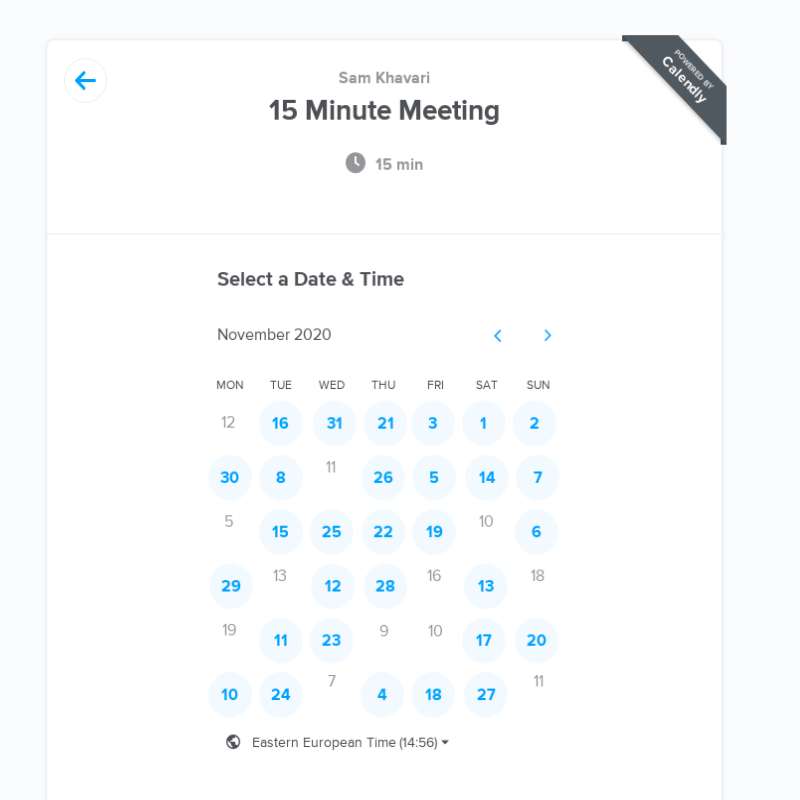 POWERED BY
Calendly
Sam Khavari
15 Minute Meeting
15 min
Select a Date & Time
November 2020
MON TUE WED THU FRI SAT SUN
12 16 31 21 3 1 2
30 8 11 26 5 14 7
5 15 25 22 19 10 6
29 13 12 28 16 13 18
19 11 23 9 10 17 20
10 24 7 4 18 27 11
Eastern European Time (14:56)